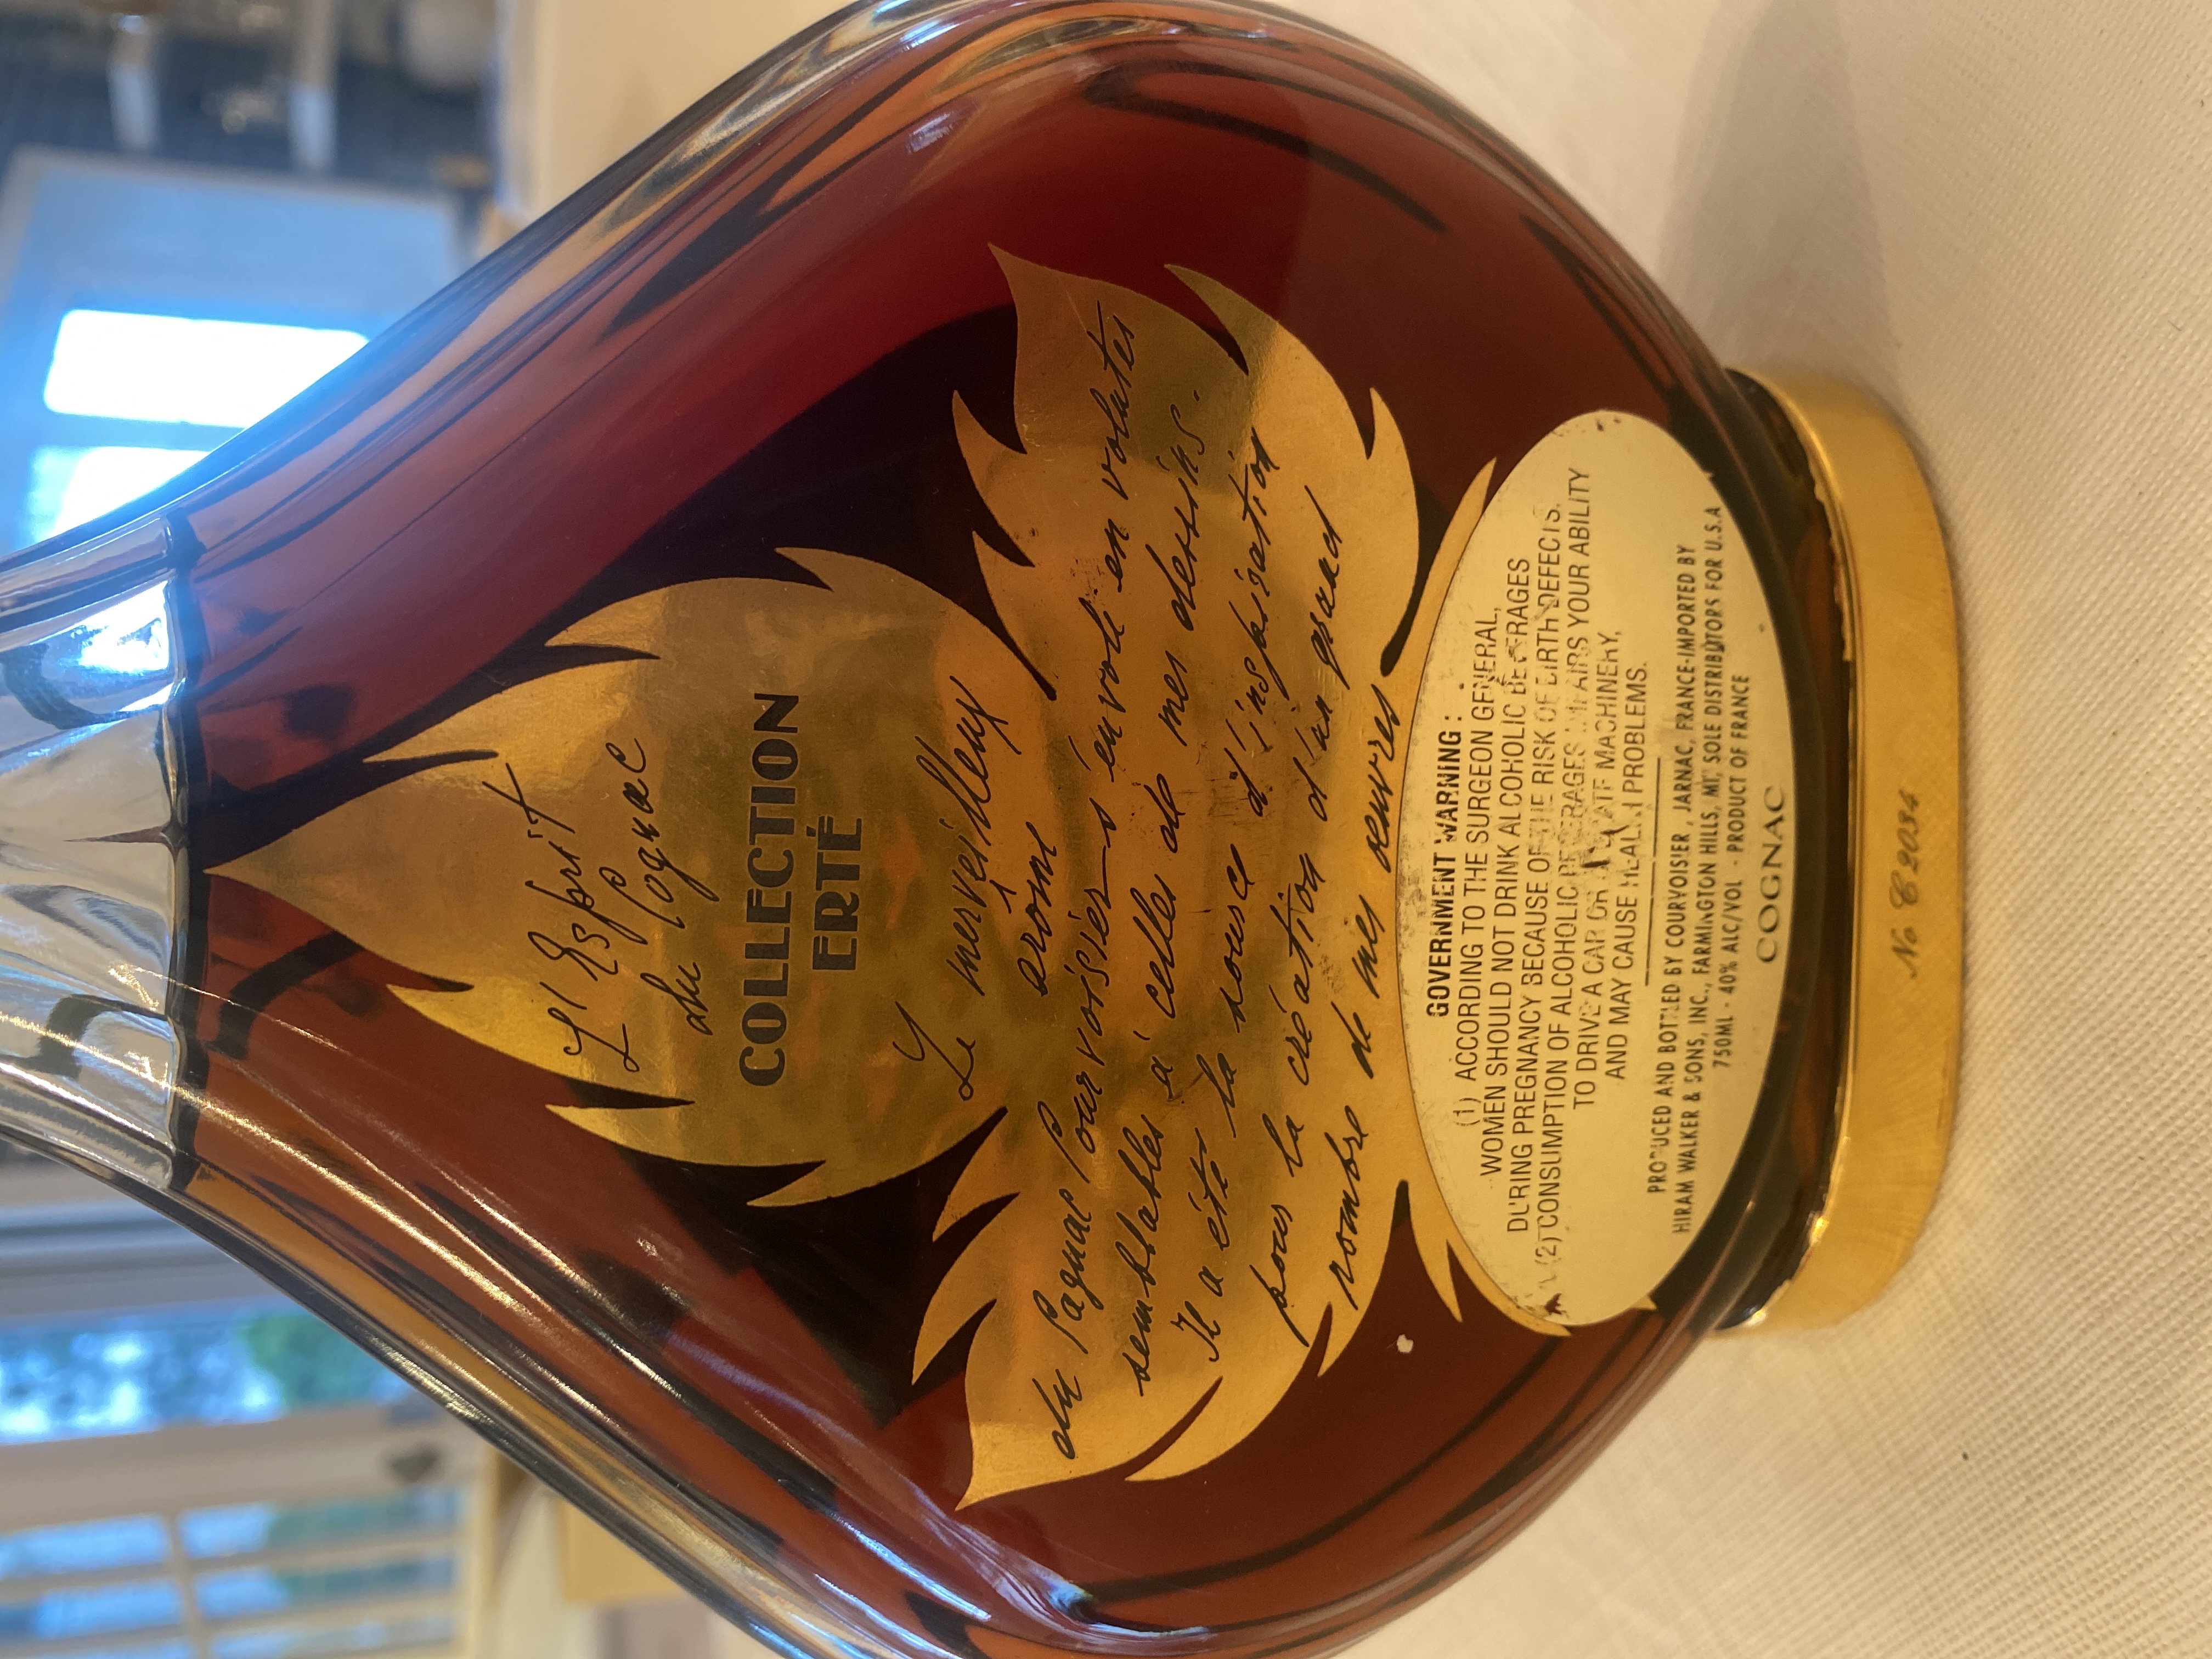 L'Esprit
du Cognac
COLLECTION
ERTÉ
Le merveilleux
arôme
du Cognac Courvoisier s'envole en volutes
semblables à celles de mes dessins.
Il a été la source d'inspiration
pour la création d'un grand
nombre de mes oeuvres
GOVERNMENT WARNING :
(1) ACCORDING TO THE SURGEON GENERAL,
WOMEN SHOULD NOT DRINK ALCOHOLIC BEVERAGES
DURING PREGNANCY BECAUSE OF THE RISK OF BIRTH DEFECTS.
(2) CONSUMPTION OF ALCOHOLIC BEVERAGES IMPAIRS YOUR ABILITY
TO DRIVE A CAR OR OPERATE MACHINERY,
AND MAY CAUSE HEALTH PROBLEMS.
PRODUCED AND BOTTLED BY COURVOISIER, JARNAC, FRANCE-IMPORTED BY
HIRAM WALKER & SONS, INC., FARMINGTON HILLS, MI, SOLE DISTRIBUTORS FOR U.S.A
750ML - 40% ALC/VOL - PRODUCT OF FRANCE
COGNAC
No C 2034